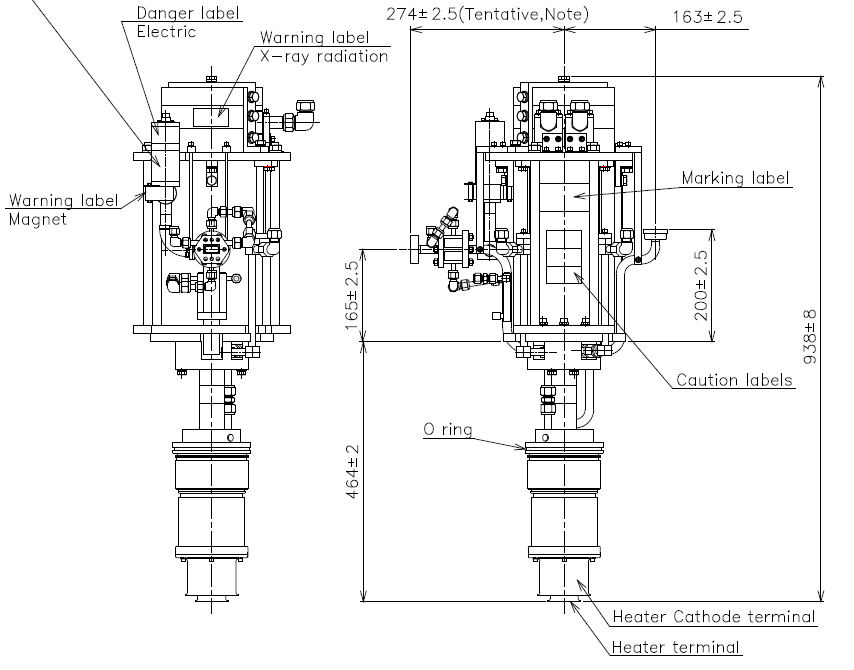 Danger label
Electric
Warning label
X-ray radiation
Warning label
Magnet
274±2.5(Tentative,Note)
163±2.5
Marking label
165±2.5
200±2.5
938±8
Caution labels
O ring
464±2
Heater Cathode terminal
Heater terminal